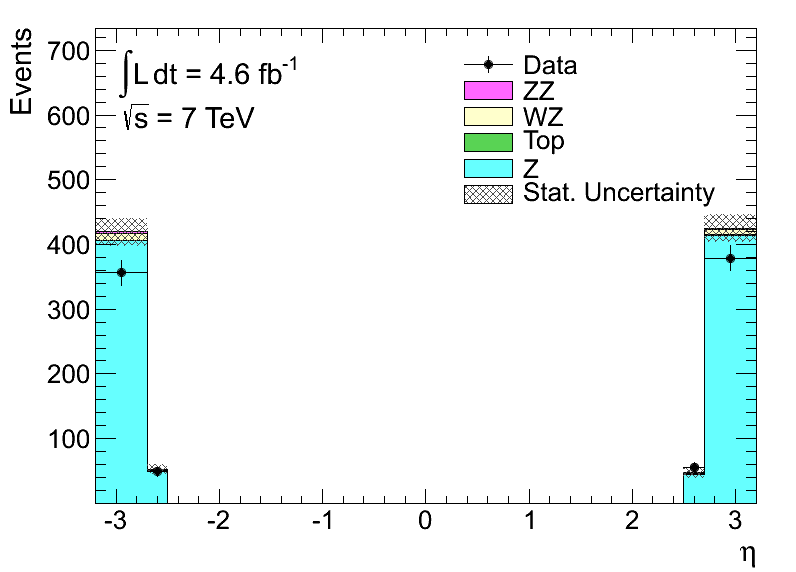 Events
700
600
500
400
300
200
100
∫L dt = 4.6 fb⁻¹
√s = 7 TeV
Data
ZZ
WZ
Top
Z
Stat. Uncertainty
-3 -2 -1 0 1 2 3
η